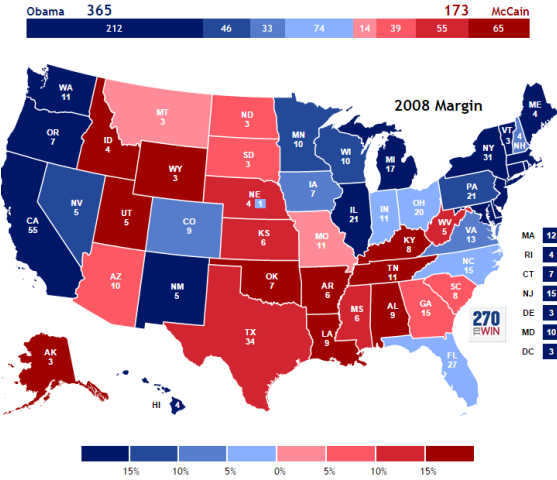 Obama 365 173 McCain
212 46 33 74 14 39 55 65
2008 Margin
WA
11
OR
7
CA
55
NV
5
ID
4
MT
3
WY
3
UT
5
CO
9
AZ
10
NM
5
ND
3
SD
3
NE
4 1
KS
6
OK
7
TX
34
MN
10
IA
7
MO
11
AR
6
LA
9
WI
10
IL
21
MI
17
IN
11
OH
20
KY
8
TN
11
MS
6
AL
9
GA
15
FL
27
SC
8
NC
15
VA
13
WV
5
PA
21
NY
31
VT
3
4
NH
ME
4
MA 12
RI 4
CT 7
NJ 15
DE 3
MD 10
DC 3
270
TO WIN
AK
3
HI 4
15% 10% 5% 0% 5% 10% 15%